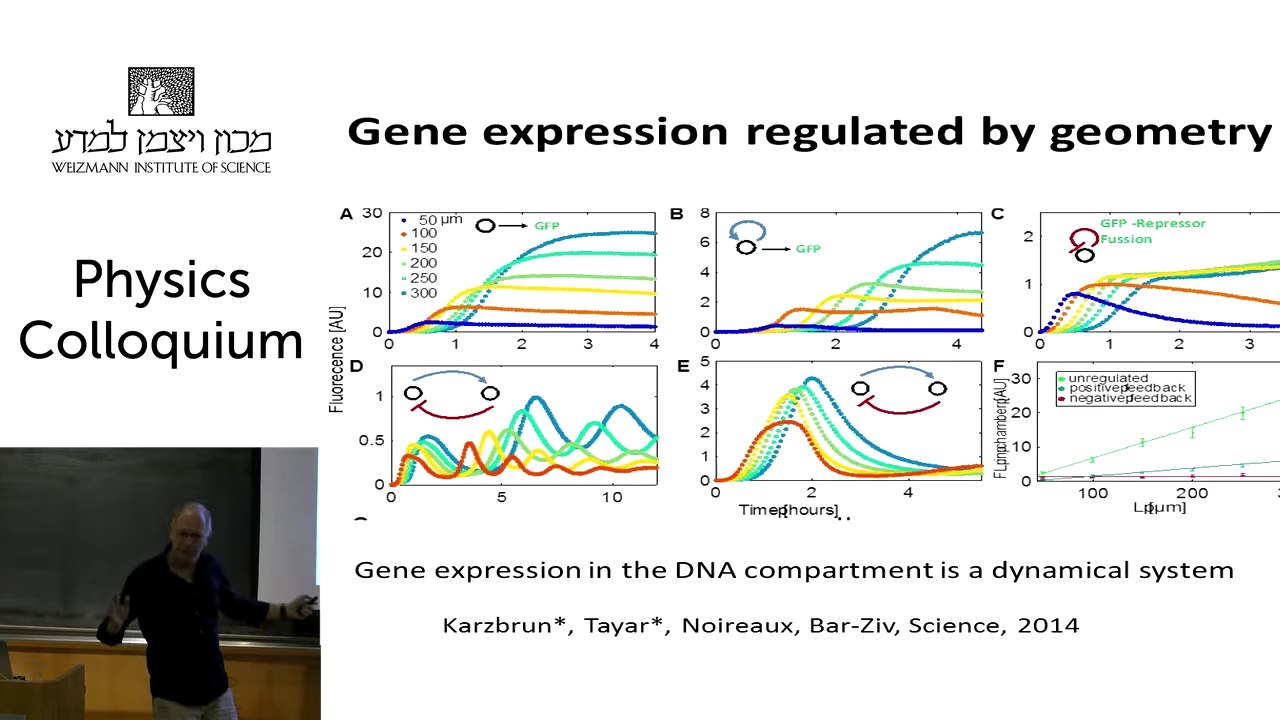 מכון ויצמן למדע
WEIZMANN INSTITUTE OF SCIENCE
Physics
Colloquium
Gene expression regulated by geometry
A
30
20
10
0
50 µm
100
150
200
250
300
GFP
0 1 2 3 4
B
8
6
4
2
0
GFP
0 2 4
C
2
1
0
GFP -Repressor
Fussion
0 1 2 3
Fluorecence [AU]
D
1
0.5
0
0 5 10
E
5
4
3
2
1
0
0 2 4
Time[hours]
F
30
20
10
0
unregulated
positive feedback
negative feedback
100 200
L [µm]
Gene expression in the DNA compartment is a dynamical system
Karzbrun*, Tayar*, Noireaux, Bar-Ziv, Science, 2014